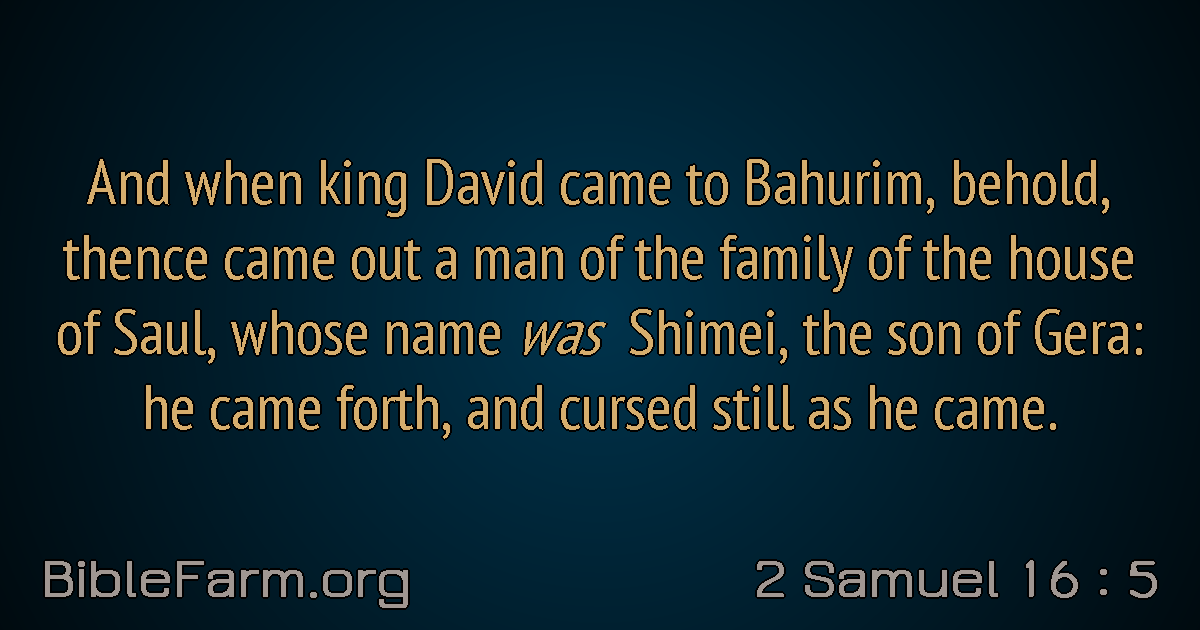 And when king David came to Bahurim, behold,
thence came out a man of the family of the house
of Saul, whose name was Shimei, the son of Gera:
he came forth, and cursed still as he came.
BibleFarm.org
2 Samuel 16 : 5